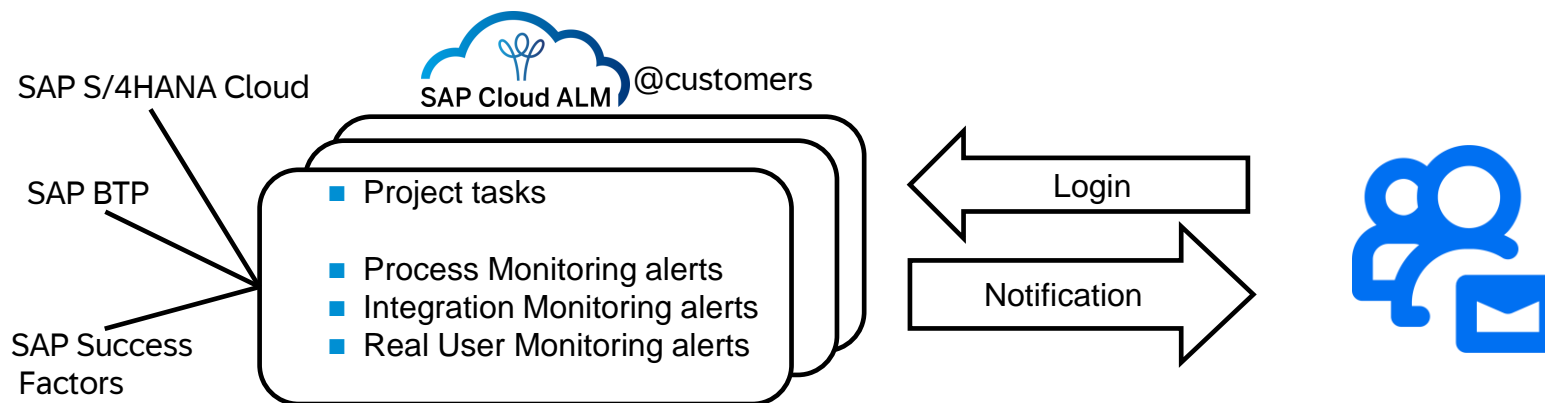 SAP S/4HANA Cloud
SAP BTP
SAP Success
Factors
SAP Cloud ALM
@customers
Project tasks
Process Monitoring alerts
Integration Monitoring alerts
Real User Monitoring alerts
Login
Notification